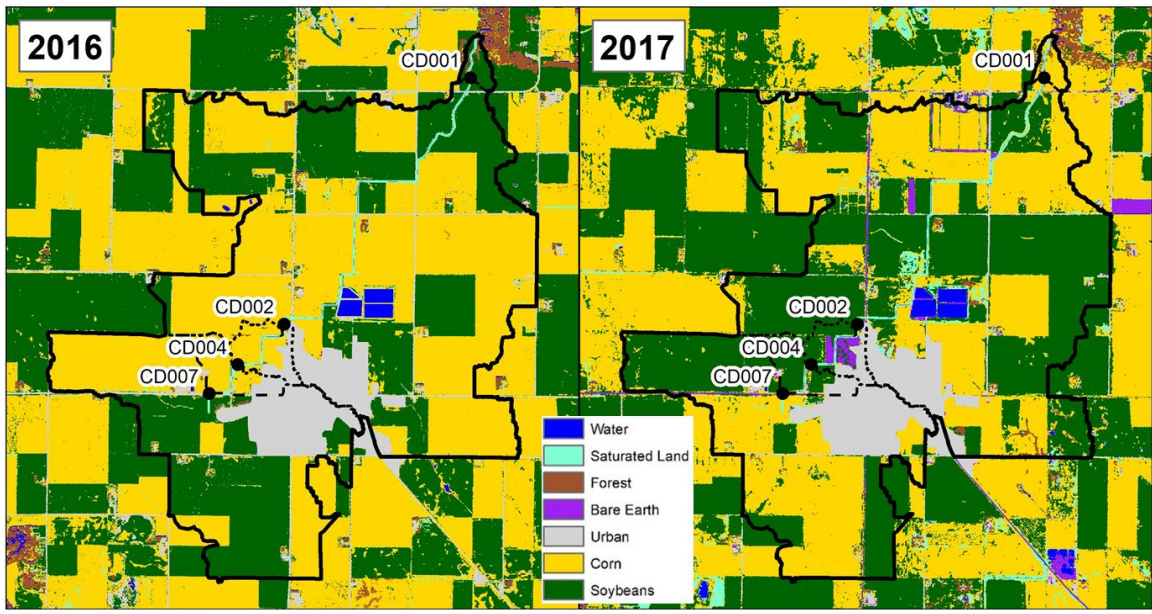 2016
CD001
CD002
CD004
CD007
2017
CD001
CD002
CD004
CD007
Water
Saturated Land
Forest
Bare Earth
Urban
Corn
Soybeans